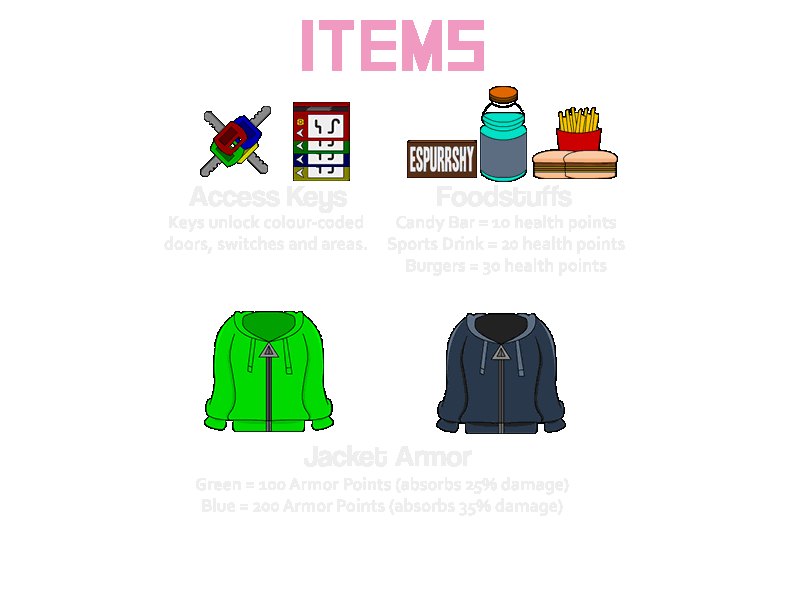 ITEMS
ESPURRSHY
Access Keys
Keys unlock colour-coded
doors, switches and areas.
Foodstuffs
Candy Bar = 10 health points
Sports Drink = 20 health points
Burgers = 30 health points
Jacket Armor
Green = 100 Armor Points (absorbs 25% damage)
Blue = 200 Armor Points (absorbs 35% damage)